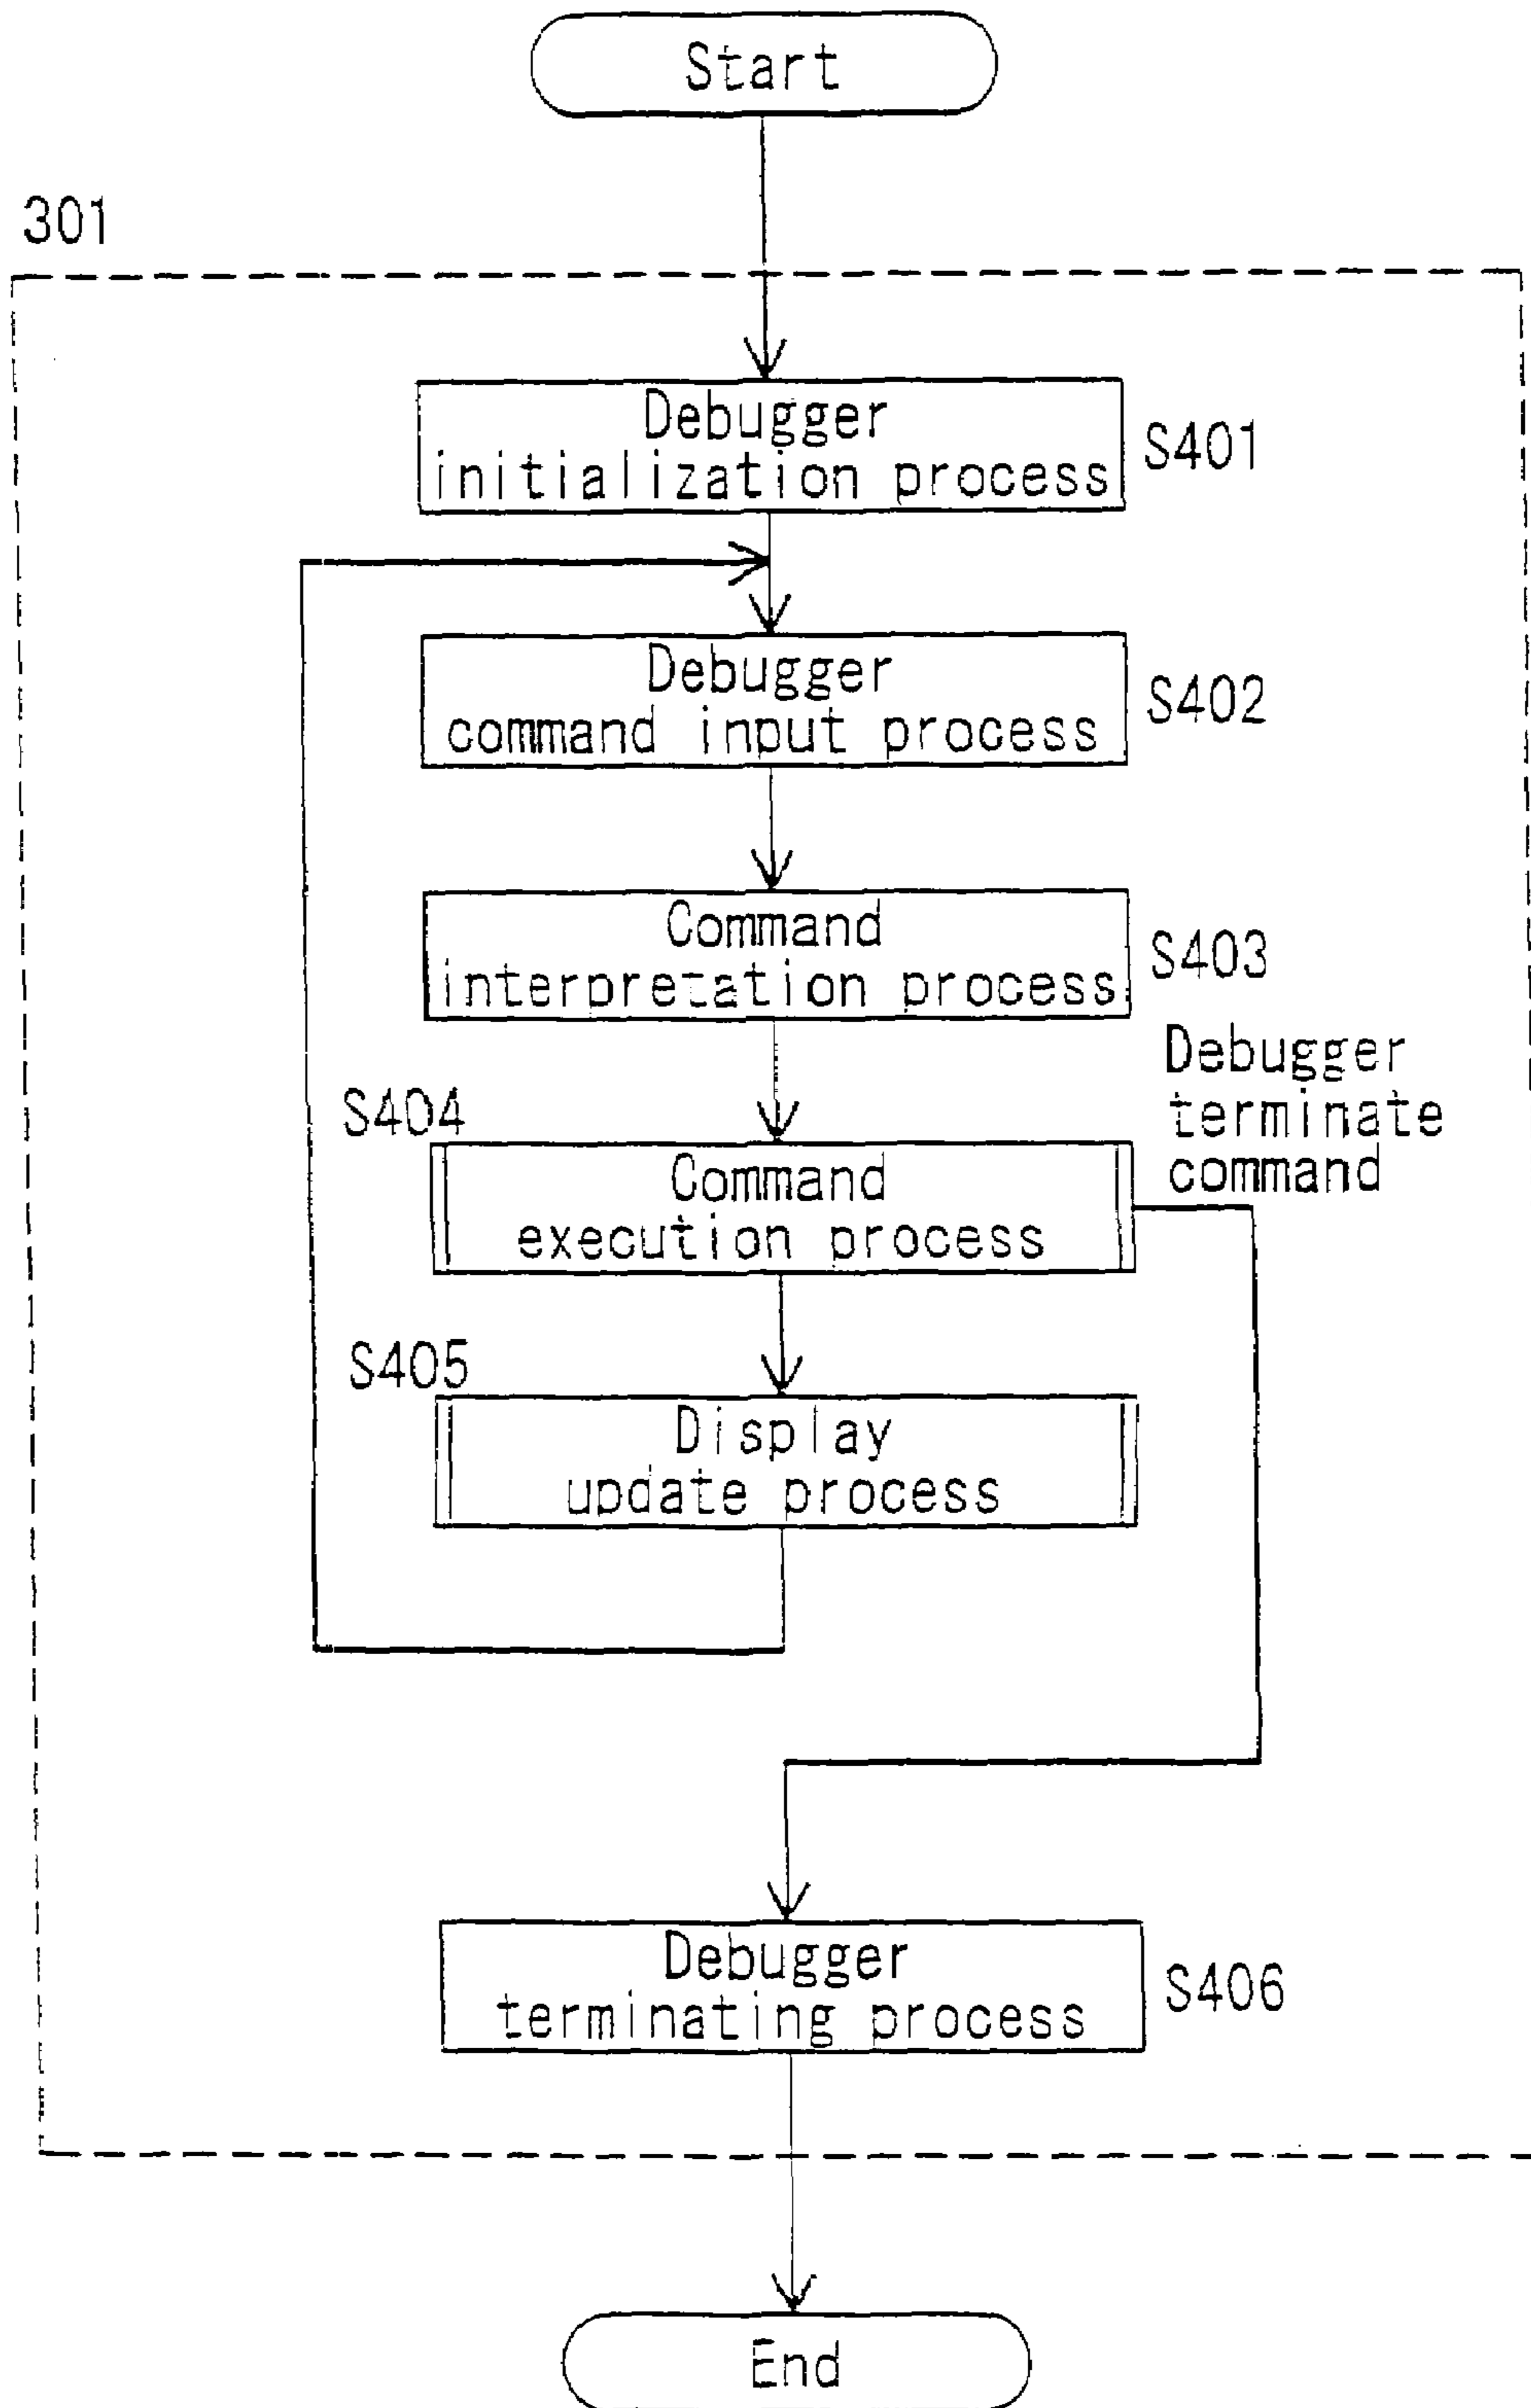 Start
301
Debugger
initialization process
S401
Debugger
command input process
S402
Command
interpretation process
S403
Debugger
terminate
command
S404
Command
execution process
S405
Display
update process
Debugger
terminating process
S406
End